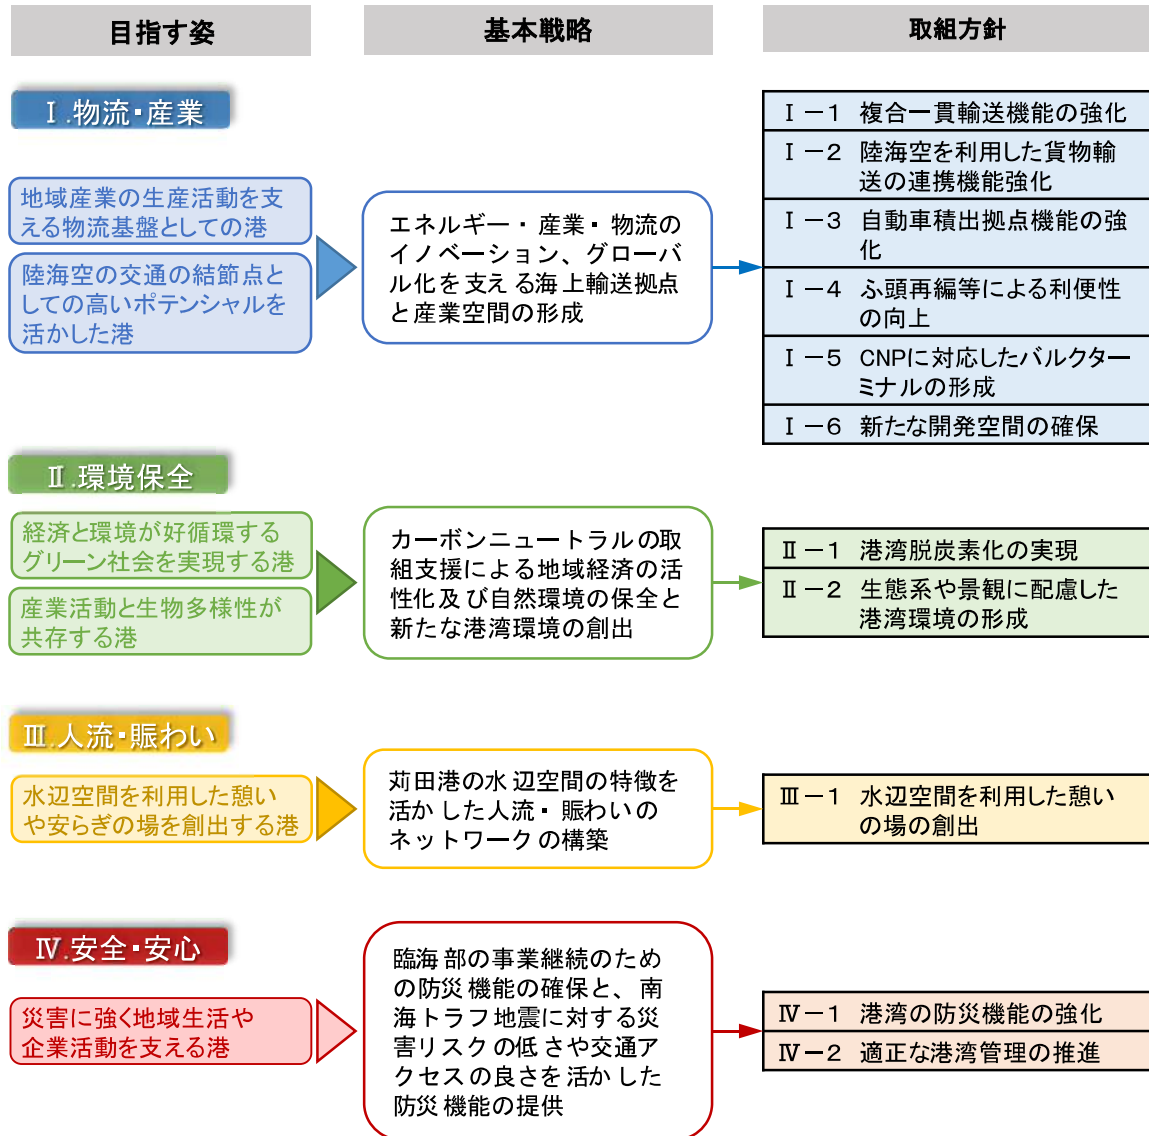 目指す姿
基本戦略
取組方針
Ⅰ.物流・産業
地域産業の生産活動を支
える物流基盤としての港
陸海空の交通の結節点と
しての高いポテンシャルを
活かした港
エネルギー・産業・物流の
イノベーション、グローバ
ル化を支える海上輸送拠点
と産業空間の形成
Ⅰ－1 複合一貫輸送機能の強化
Ⅰ－2 陸海空を利用した貨物輸
送の連携機能強化
Ⅰ－3 自動車積出拠点機能の強
化
Ⅰ－4 ふ頭再編等による利便性
の向上
Ⅰ－5 CNPに対応したバルクター
ミナルの形成
Ⅰ－6 新たな開発空間の確保
Ⅱ.環境保全
経済と環境が好循環する
グリーン社会を実現する港
産業活動と生物多様性が
共存する港
カーボンニュートラルの取
組支援による地域経済の活
性化及び自然環境の保全と
新たな港湾環境の創出
Ⅱ－1 港湾脱炭素化の実現
Ⅱ－2 生態系や景観に配慮した
港湾環境の形成
Ⅲ.人流・賑わい
水辺空間を利用した憩い
や安らぎの場を創出する港
苅田港の水辺空間の特徴を
活かした人流・賑わいの
ネットワークの構築
Ⅲ－1 水辺空間を利用した憩い
の場の創出
Ⅳ.安全・安心
災害に強く地域生活や
企業活動を支える港
臨海部の事業継続のため
の防災機能の確保と、南
海トラフ地震に対する災
害リスクの低さや交通ア
クセスの良さを活かした
防災機能の提供
Ⅳ－1 港湾の防災機能の強化
Ⅳ－2 適正な港湾管理の推進